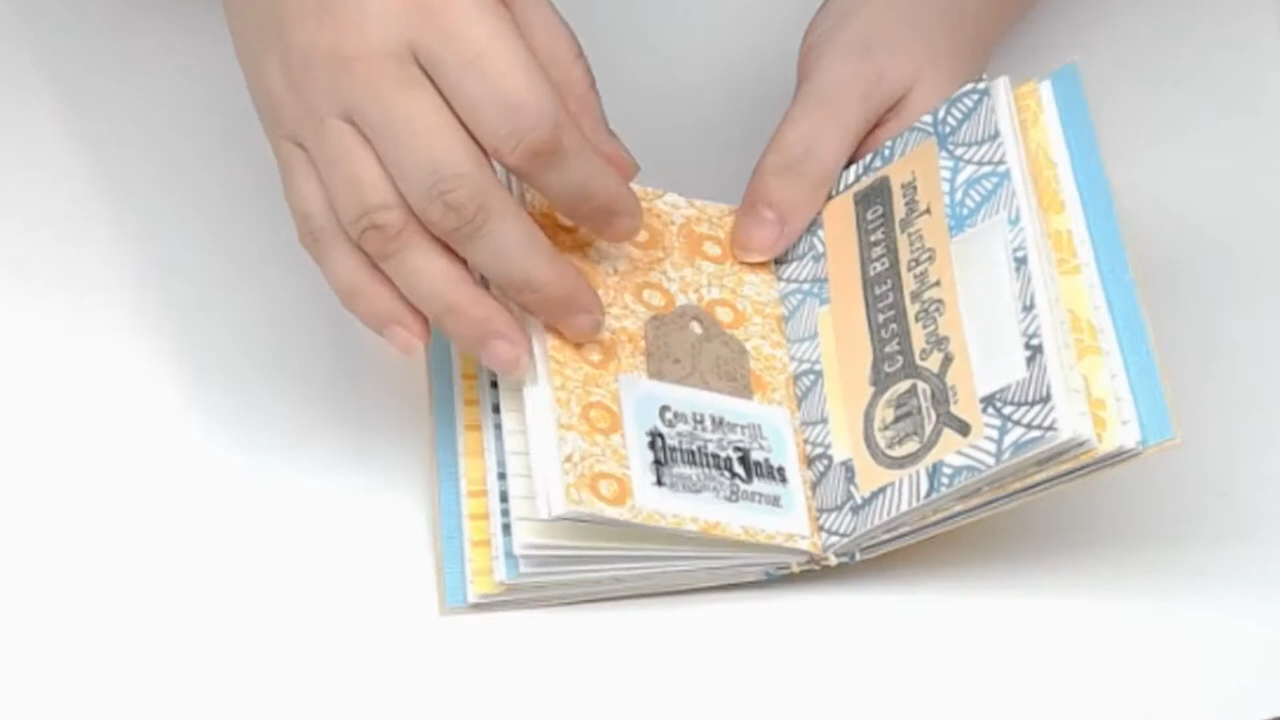 Geo. H. Morrill
Printing Inks
Boston
CASTLE BRAID.
Sold By The Best Trade.